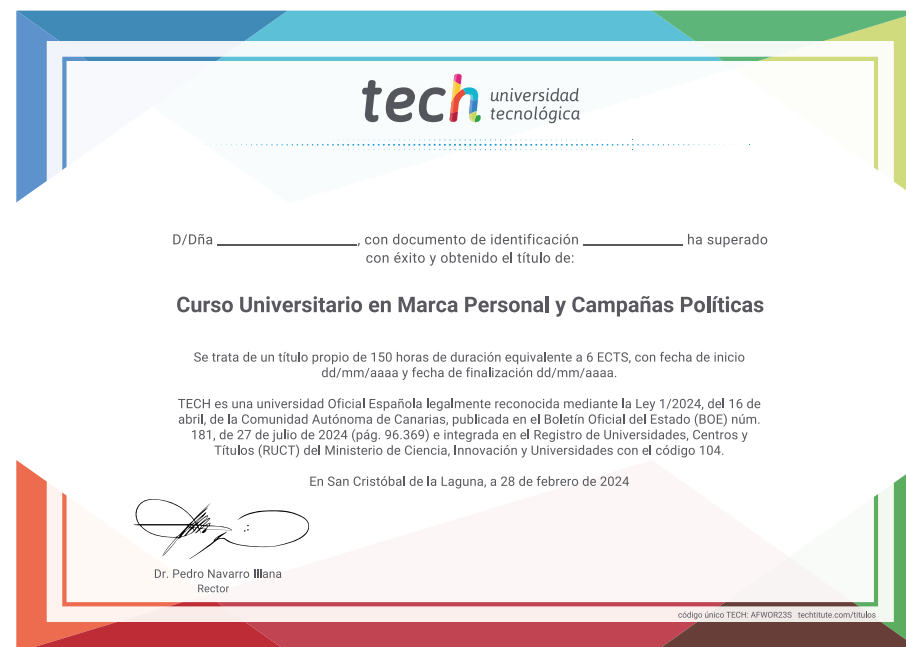 tech universidad
tecnológica
D/Dña ____________________, con documento de identificación ______________ ha superado
con éxito y obtenido el título de:
Curso Universitario en Marca Personal y Campañas Políticas
Se trata de un título propio de 150 horas de duración equivalente a 6 ECTS, con fecha de inicio
dd/mm/aaaa y fecha de finalización dd/mm/aaaa.
TECH es una universidad Oficial Española legalmente reconocida mediante la Ley 1/2024, del 16 de
abril, de la Comunidad Autónoma de Canarias, publicada en el Boletín Oficial del Estado (BOE) núm.
181, de 27 de julio de 2024 (pág. 96.369) e integrada en el Registro de Universidades, Centros y
Títulos (RUCT) del Ministerio de Ciencia, Innovación y Universidades con el código 104.
En San Cristóbal de la Laguna, a 28 de febrero de 2024
Dr. Pedro Navarro Illana
Rector
código único TECH: AFWOR23S techtitute.com/titulos